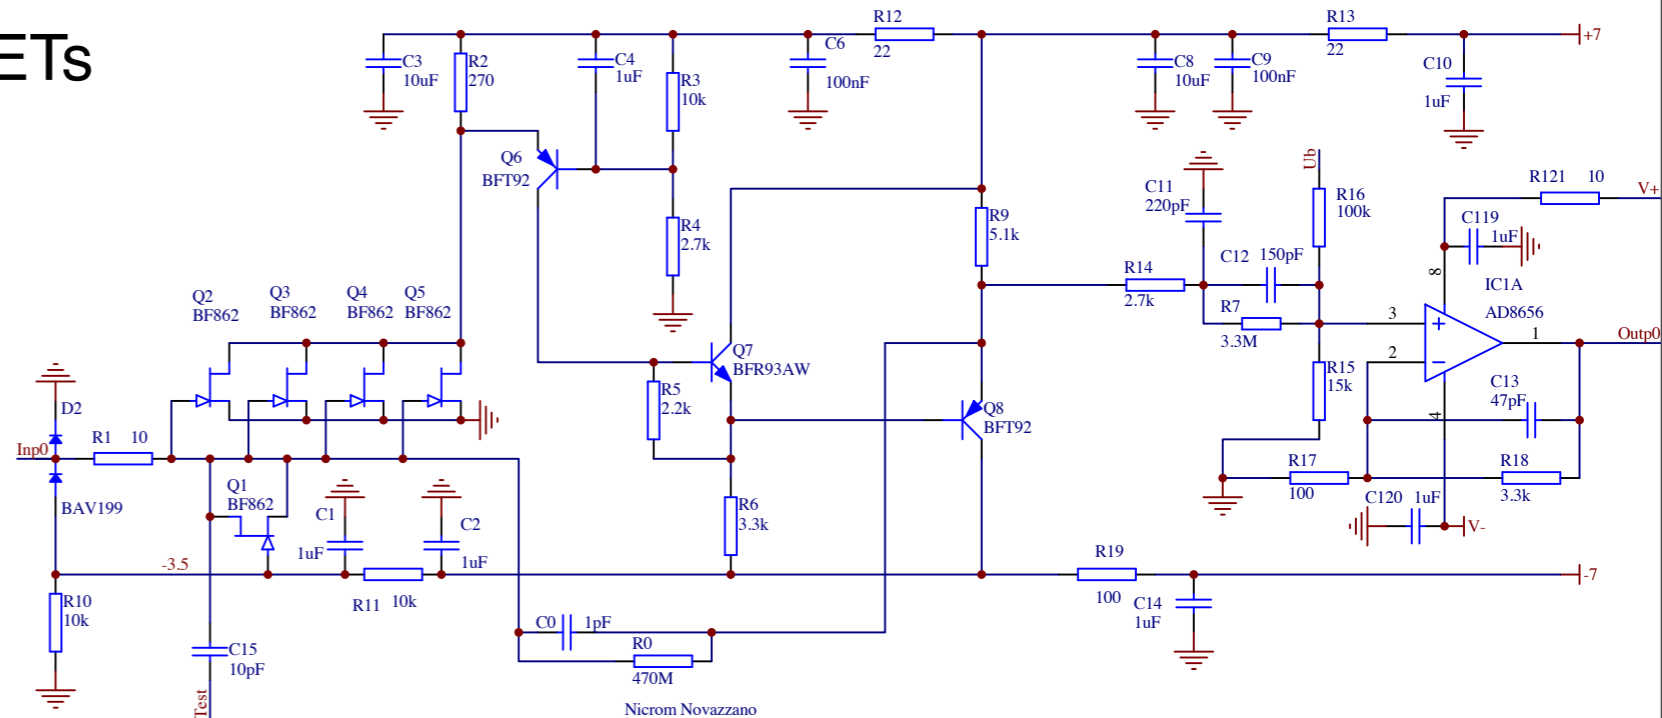 ETs
R12
22
R13
22
+7
C3
10uF
R2
270
C4
1uF
R3
10k
C6
100nF
C8
10uF
C9
100nF
C10
1uF
Q6
BFT92
Ub
C11
220pF
R16
100k
R121 10
V+
C119
1uF
R4
2.7k
R9
5.1k
C12 150pF
R14
2.7k
R7
3.3M
8
IC1A
AD8656
3
2
1
4
Outp0
Q2
BF862
Q3
BF862
Q4
BF862
Q5
BF862
Q7
BFR93AW
R5
2.2k
Q8
BFT92
R15
15k
C13
47pF
D2
Inp0
R1 10
BAV199
Q1
BF862
C1
1uF
C2
1uF
R6
3.3k
R17
100
R18
3.3k
C120 1uF
V-
-3.5
R11 10k
R19
100
-7
C14
1uF
R10
10k
C15
10pF
Test
C0 1pF
R0
470M
Nicrom Novazzano